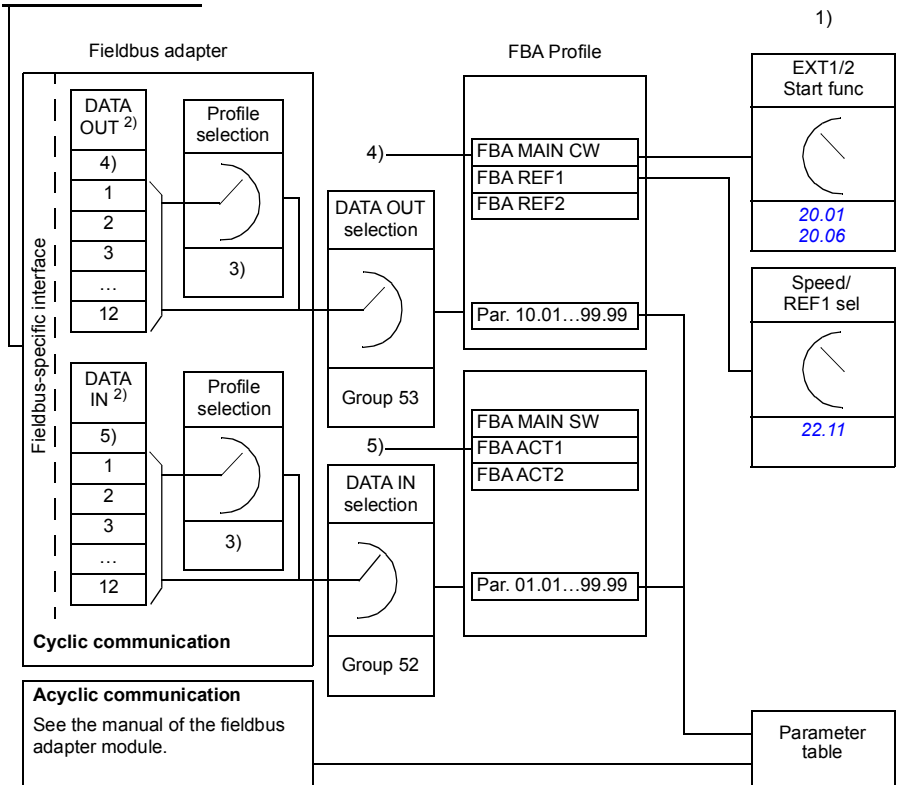 1)
Fieldbus adapter
FBA Profile
Fieldbus-specific interface
DATA
OUT 2)
4)
1
2
3
…
12
Profile
selection
3)
DATA
IN 2)
5)
1
2
3
…
12
Profile
selection
3)
Cyclic communication
DATA OUT
selection
Group 53
DATA IN
selection
Group 52
4)
FBA MAIN CW
FBA REF1
FBA REF2
Par. 10.01…99.99
5)
FBA MAIN SW
FBA ACT1
FBA ACT2
Par. 01.01…99.99
EXT1/2
Start func
20.01
20.06
Speed/
REF1 sel
22.11
Acyclic communication
See the manual of the fieldbus
adapter module.
Parameter
table